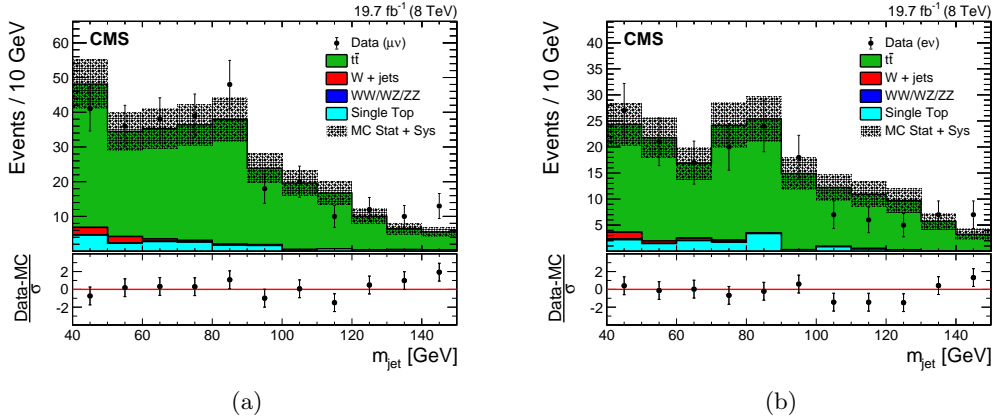 19.7 fb⁻¹ (8 TeV)
CMS
Data (μν)
tt̄
W + jets
WW/WZ/ZZ
Single Top
MC Stat + Sys
Events / 10 GeV
60
50
40
30
20
10
Data-MC
σ
2
0
-2
40 60 80 100 120 140
m_jet [GeV]
(a)
19.7 fb⁻¹ (8 TeV)
CMS
Data (eν)
tt̄
W + jets
WW/WZ/ZZ
Single Top
MC Stat + Sys
Events / 10 GeV
40
35
30
25
20
15
10
5
Data-MC
σ
2
0
-2
40 60 80 100 120 140
m_jet [GeV]
(b)